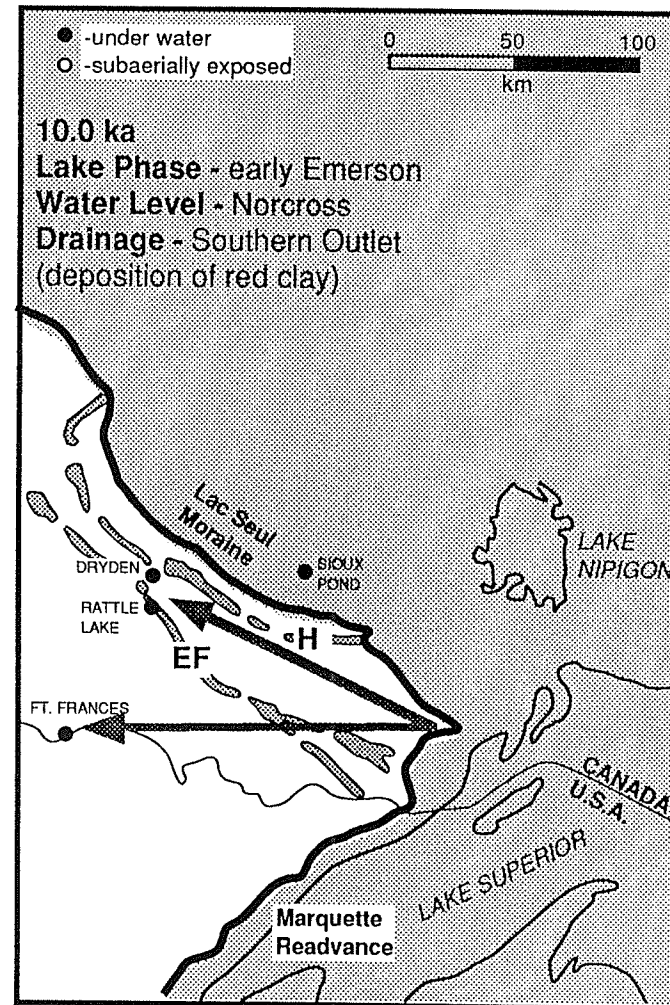 -under water
-subaerially exposed
0 50 100
km
10.0 ka
Lake Phase - early Emerson
Water Level - Norcross
Drainage - Southern Outlet
(deposition of red clay)
Lac Seul
Moraine
LAKE
NIPIGON
SIOUX
POND
DRYDEN
RATTLE
LAKE
H
EF
FT. FRANCES
CANADA
U.S.A.
LAKE SUPERIOR
Marquette
Readvance